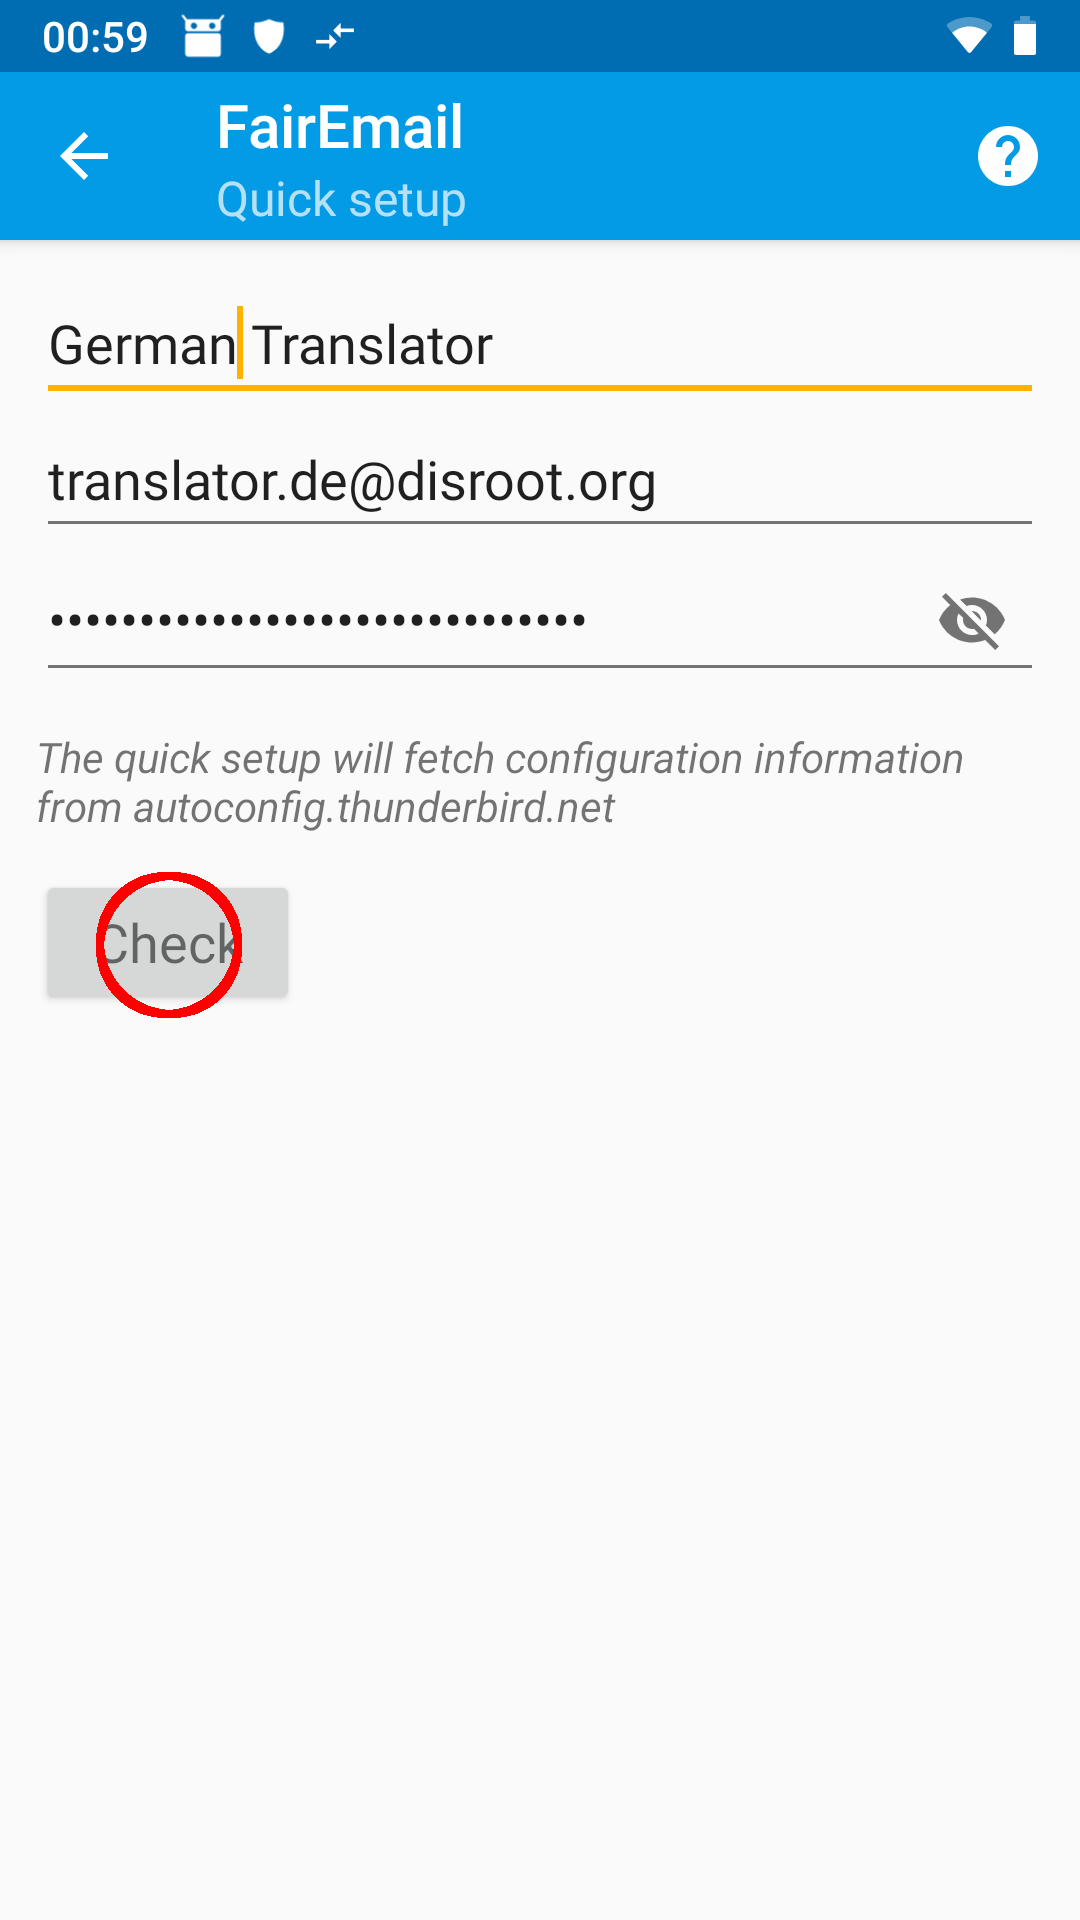 00:59
FairEmail
Quick setup
German Translator
translator.de@disroot.org
••••••••••••••••••••••••••••••
The quick setup will fetch configuration information
from autoconfig.thunderbird.net
Check